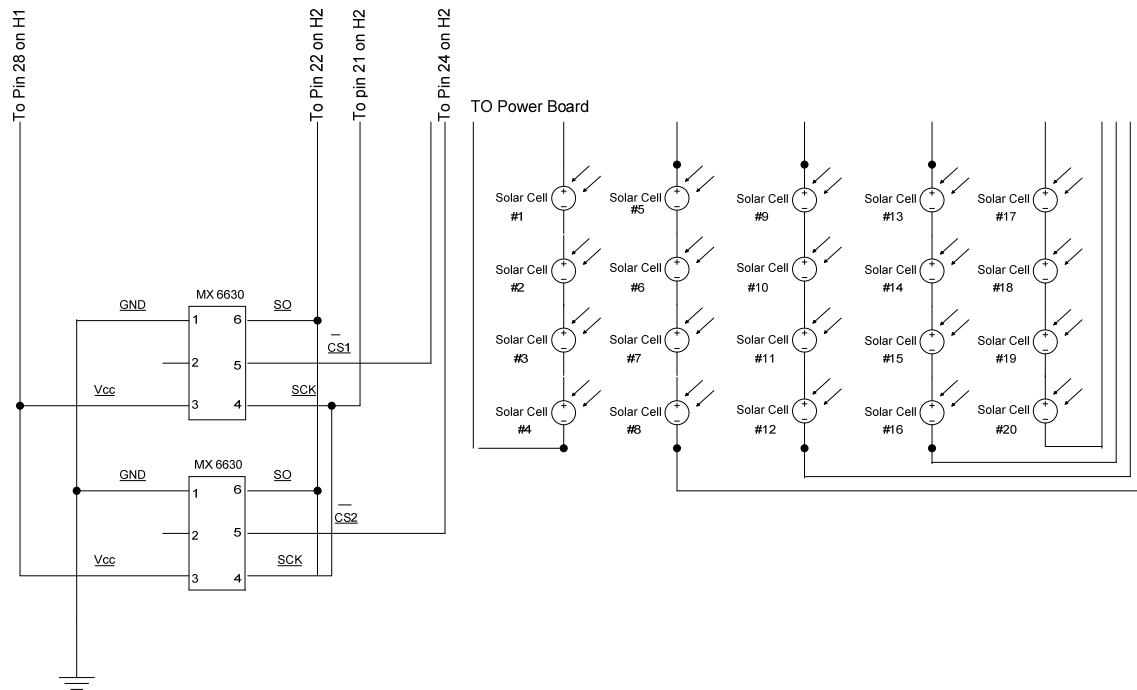 To Pin 28 on H1
To Pin 22 on H2
To pin 21 on H2
To Pin 24 on H2
TO Power Board
Solar Cell
#1
Solar Cell
#5
Solar Cell
#9
Solar Cell
#13
Solar Cell
#17
Solar Cell
#2
Solar Cell
#6
Solar Cell
#10
Solar Cell
#14
Solar Cell
#18
Solar Cell
#3
Solar Cell
#7
Solar Cell
#11
Solar Cell
#15
Solar Cell
#19
Solar Cell
#4
Solar Cell
#8
Solar Cell
#12
Solar Cell
#16
Solar Cell
#20
MX 6630
GND 1 6 SO
2 5 CS1
Vcc 3 4 SCK
MX 6630
GND 1 6 SO
2 5 CS2
Vcc 3 4 SCK